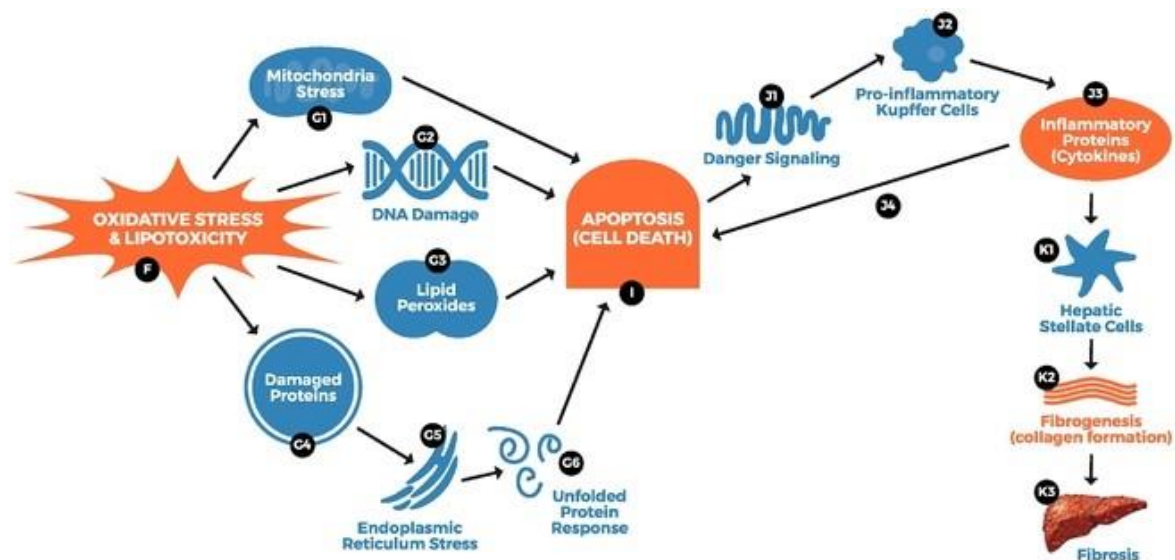 Mitochondria
Stress
G1
G2
DNA Damage
OXIDATIVE STRESS
& LIPOTOXICITY
F
G3
Lipid
Peroxides
Damaged
Proteins
G4
G5
Endoplasmic
Reticulum Stress
G6
Unfolded
Protein
Response
APOPTOSIS
(CELL DEATH)
I
J1
Danger Signaling
J2
Pro-inflammatory
Kupffer Cells
J3
Inflammatory
Proteins
(Cytokines)
J4
K1
Hepatic
Stellate Cells
K2
Fibrogenesis
(collagen formation)
K3
Fibrosis